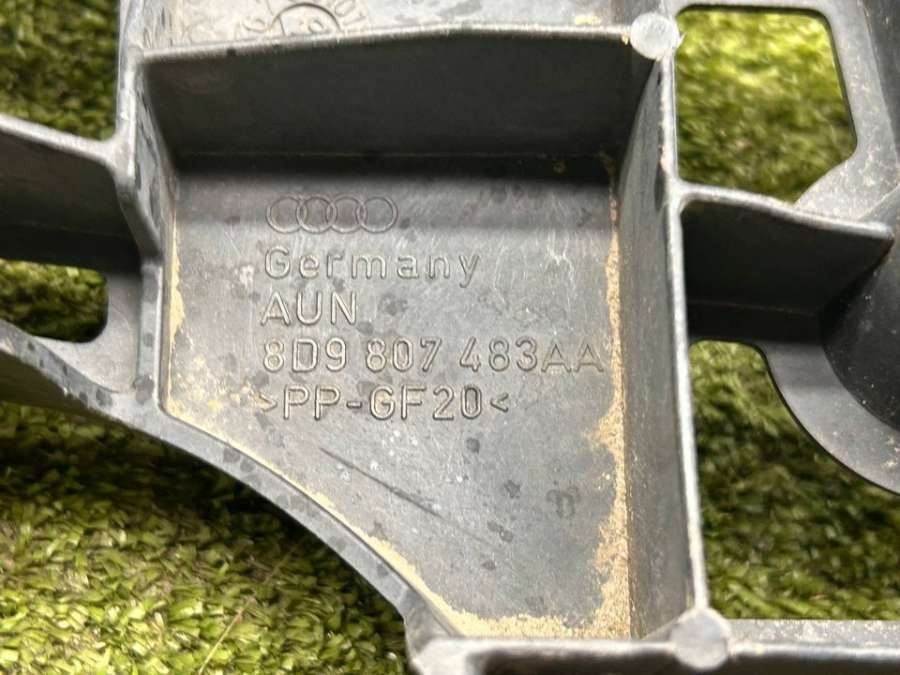 Germany
AUN
8D9 807 483AA
>PP-GF20<